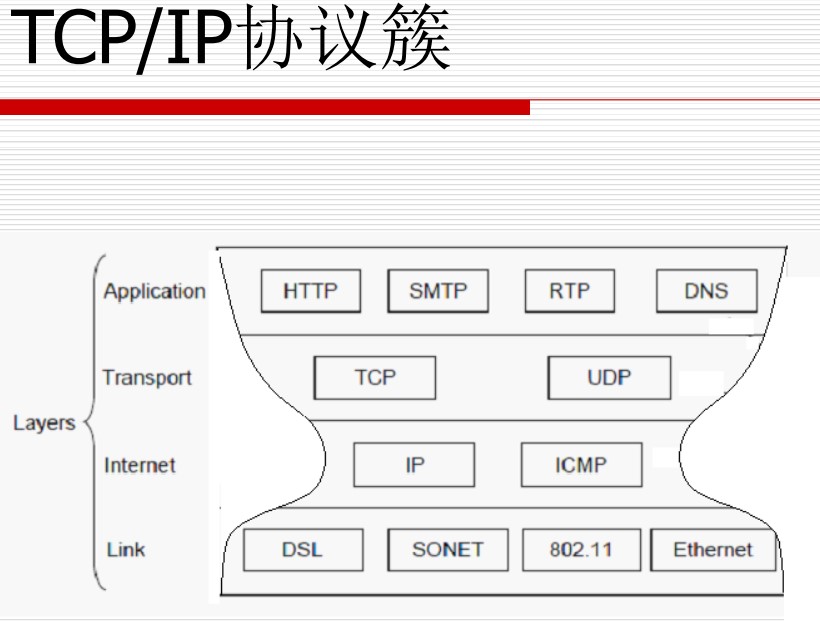 TCP/IP协议簇
Application HTTP SMTP RTP DNS
Transport TCP UDP
Layers
Internet IP ICMP
Link DSL SONET 802.11 Ethernet